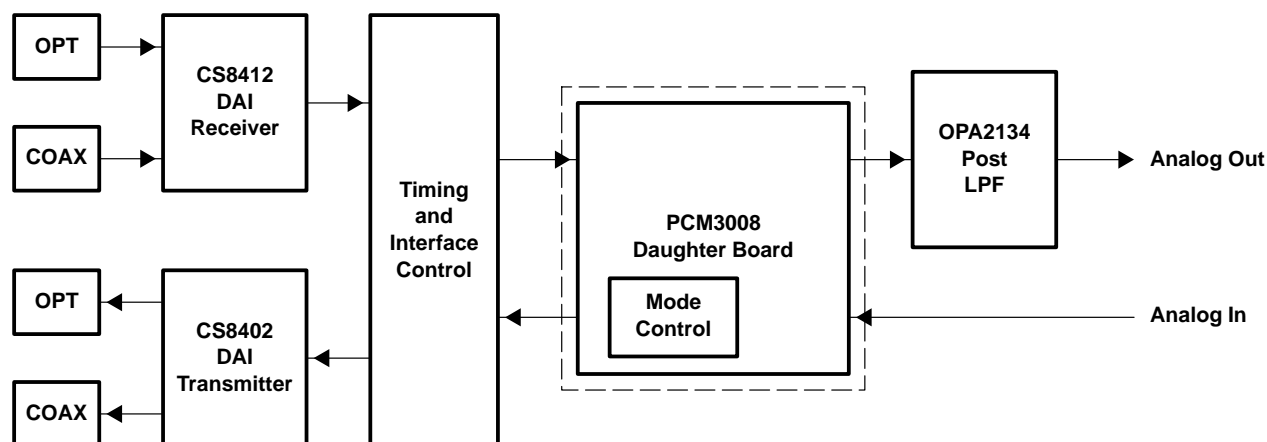 OPT
COAX
CS8412
DAI
Receiver
OPT
COAX
CS8402
DAI
Transmitter
Timing
and
Interface
Control
PCM3008
Daughter Board
Mode
Control
OPA2134
Post
LPF
Analog Out
Analog In